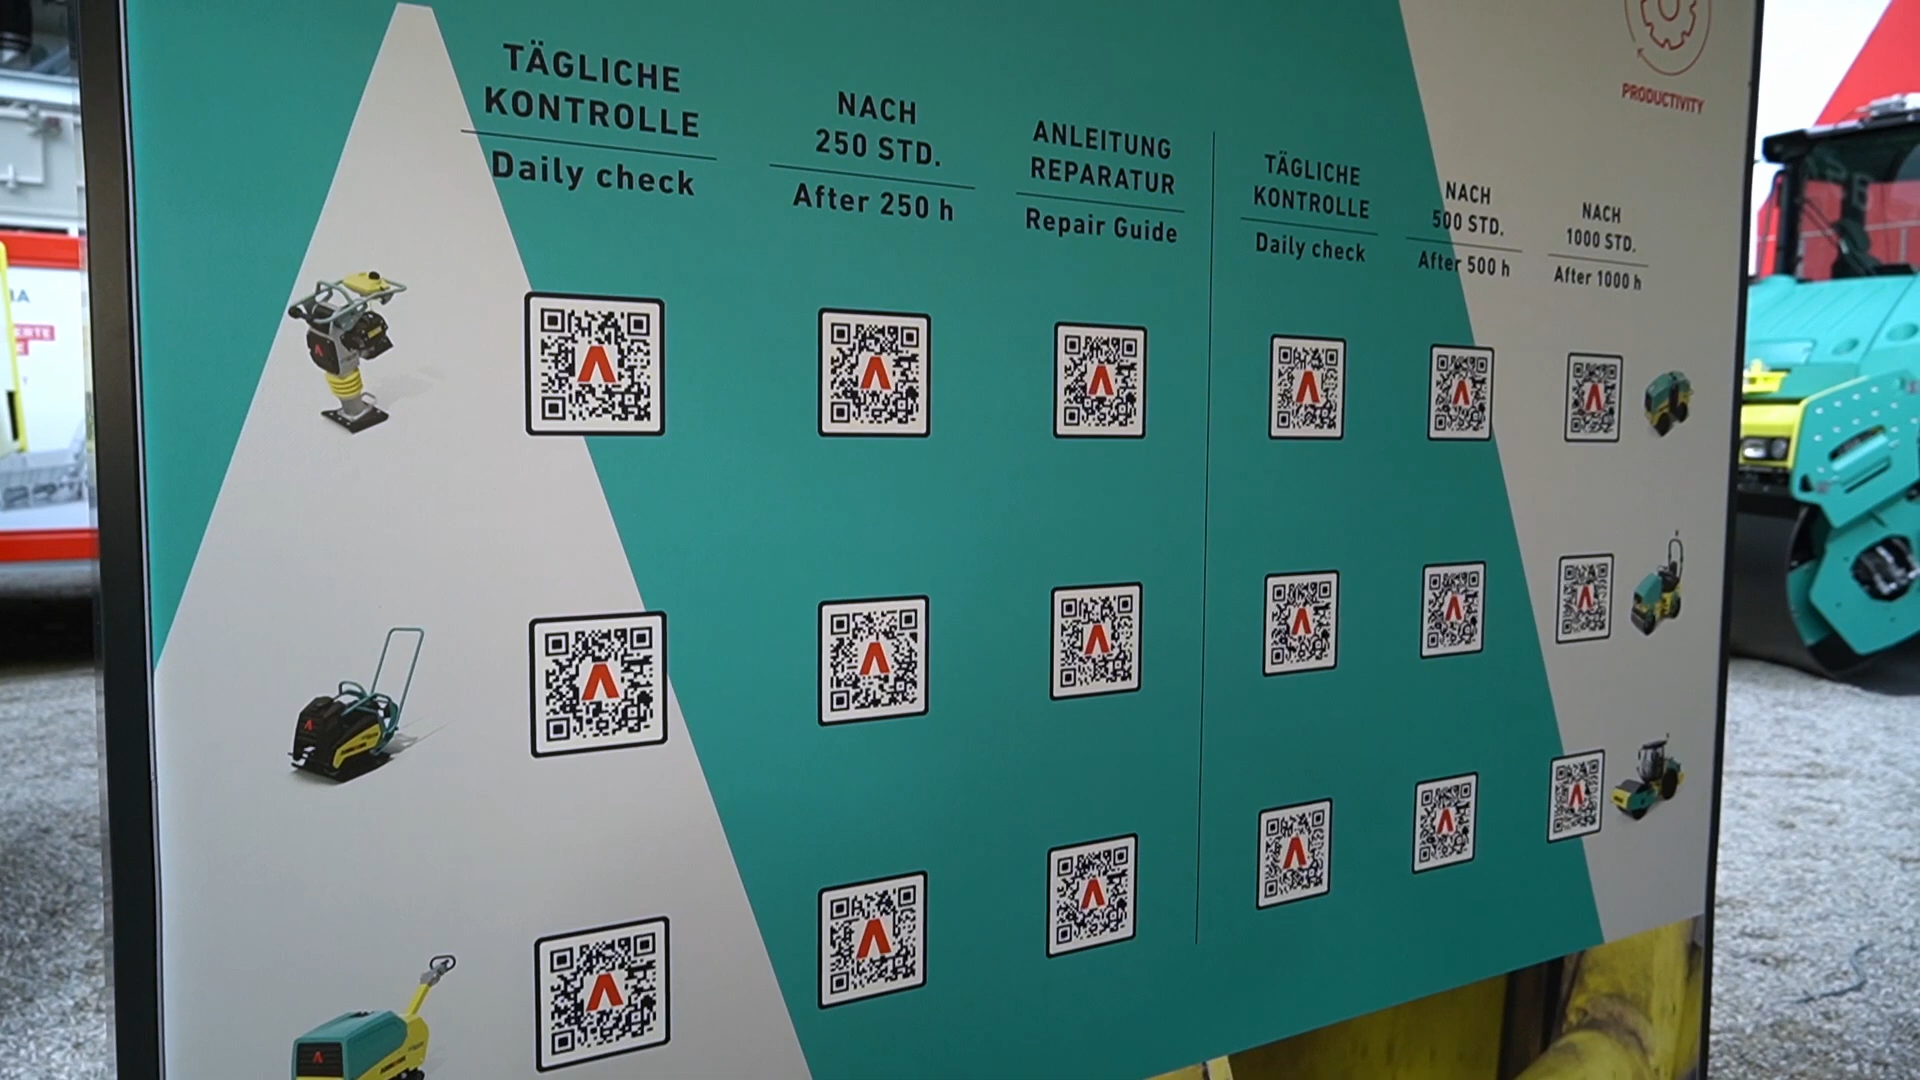 TÄGLICHE
KONTROLLE
Daily check
NACH
250 STD.
After 250 h
ANLEITUNG
REPARATUR
Repair Guide
TÄGLICHE
KONTROLLE
Daily check
NACH
500 STD.
After 500 h
NACH
1000 STD.
After 1000 h
PRODUCTIVITY